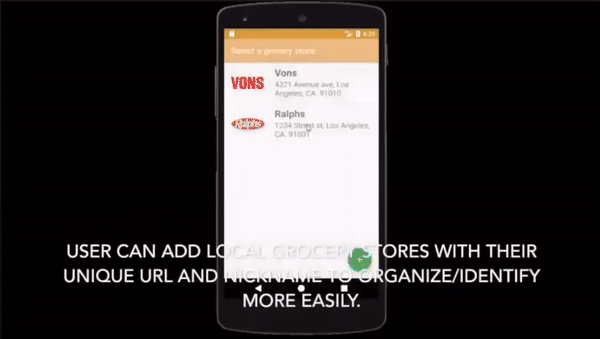 6:29
Select a grocery store
VONS
Vons
4321 Avenue ave, Los
Angeles, CA. 91010
Ralphs
Ralphs
1234 Street st, Los Angeles,
CA. 91001
USER CAN ADD LOCAL GROCERY STORES WITH THEIR
UNIQUE URL AND NICKNAME TO ORGANIZE/IDENTIFY
MORE EASILY.